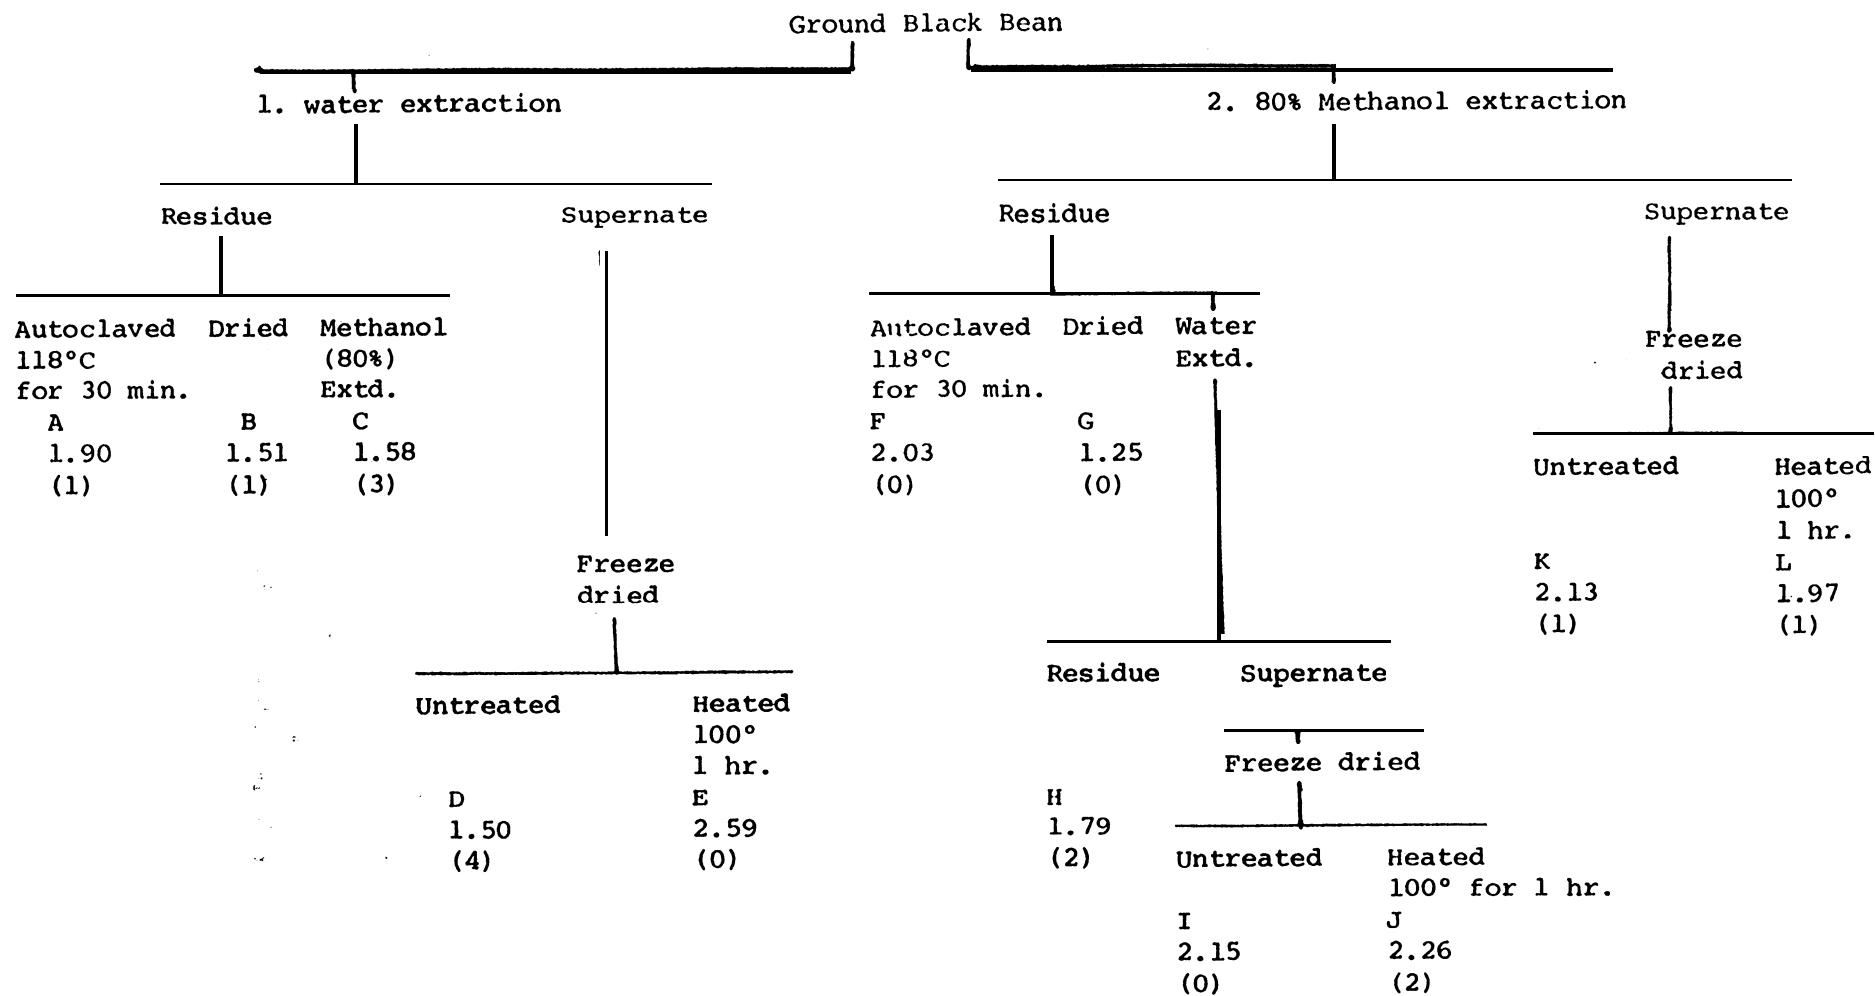 Ground Black Bean
1. water extraction
2. 80% Methanol extraction
Residue
Supernate
Autoclaved
118°C
for 30 min.
A
1.90
(1)
Dried
B
1.51
(1)
Methanol
(80%)
Extd.
C
1.58
(3)
Freeze
dried
Untreated
D
1.50
(4)
Heated
100°
1 hr.
E
2.59
(0)
Residue
Supernate
Autoclaved
118°C
for 30 min.
F
2.03
(0)
Dried
G
1.25
(0)
Water
Extd.
Residue
H
1.79
(2)
Supernate
Freeze dried
Untreated
I
2.15
(0)
Heated
100° for 1 hr.
J
2.26
(2)
Freeze
dried
Untreated
K
2.13
(1)
Heated
100°
1 hr.
L
1.97
(1)